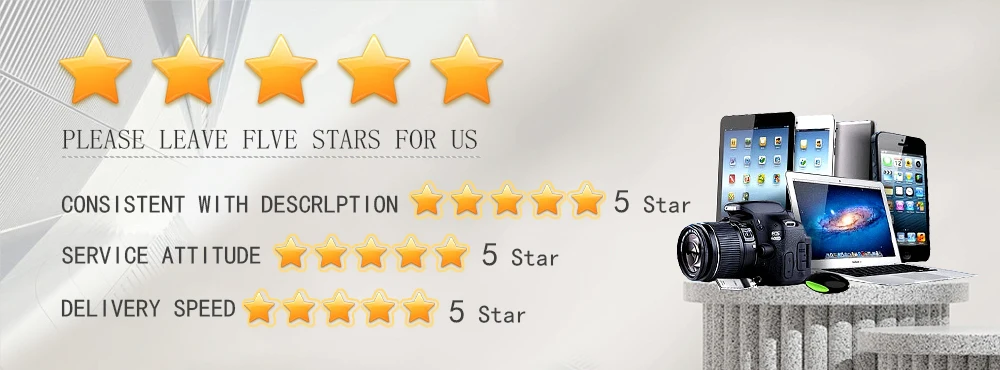 PLEASE LEAVE FLVE STARS FOR US
CONSISTENT WITH DESCRLPTION 5 Star
SERVICE ATTITUDE 5 Star
DELIVERY SPEED 5 Star